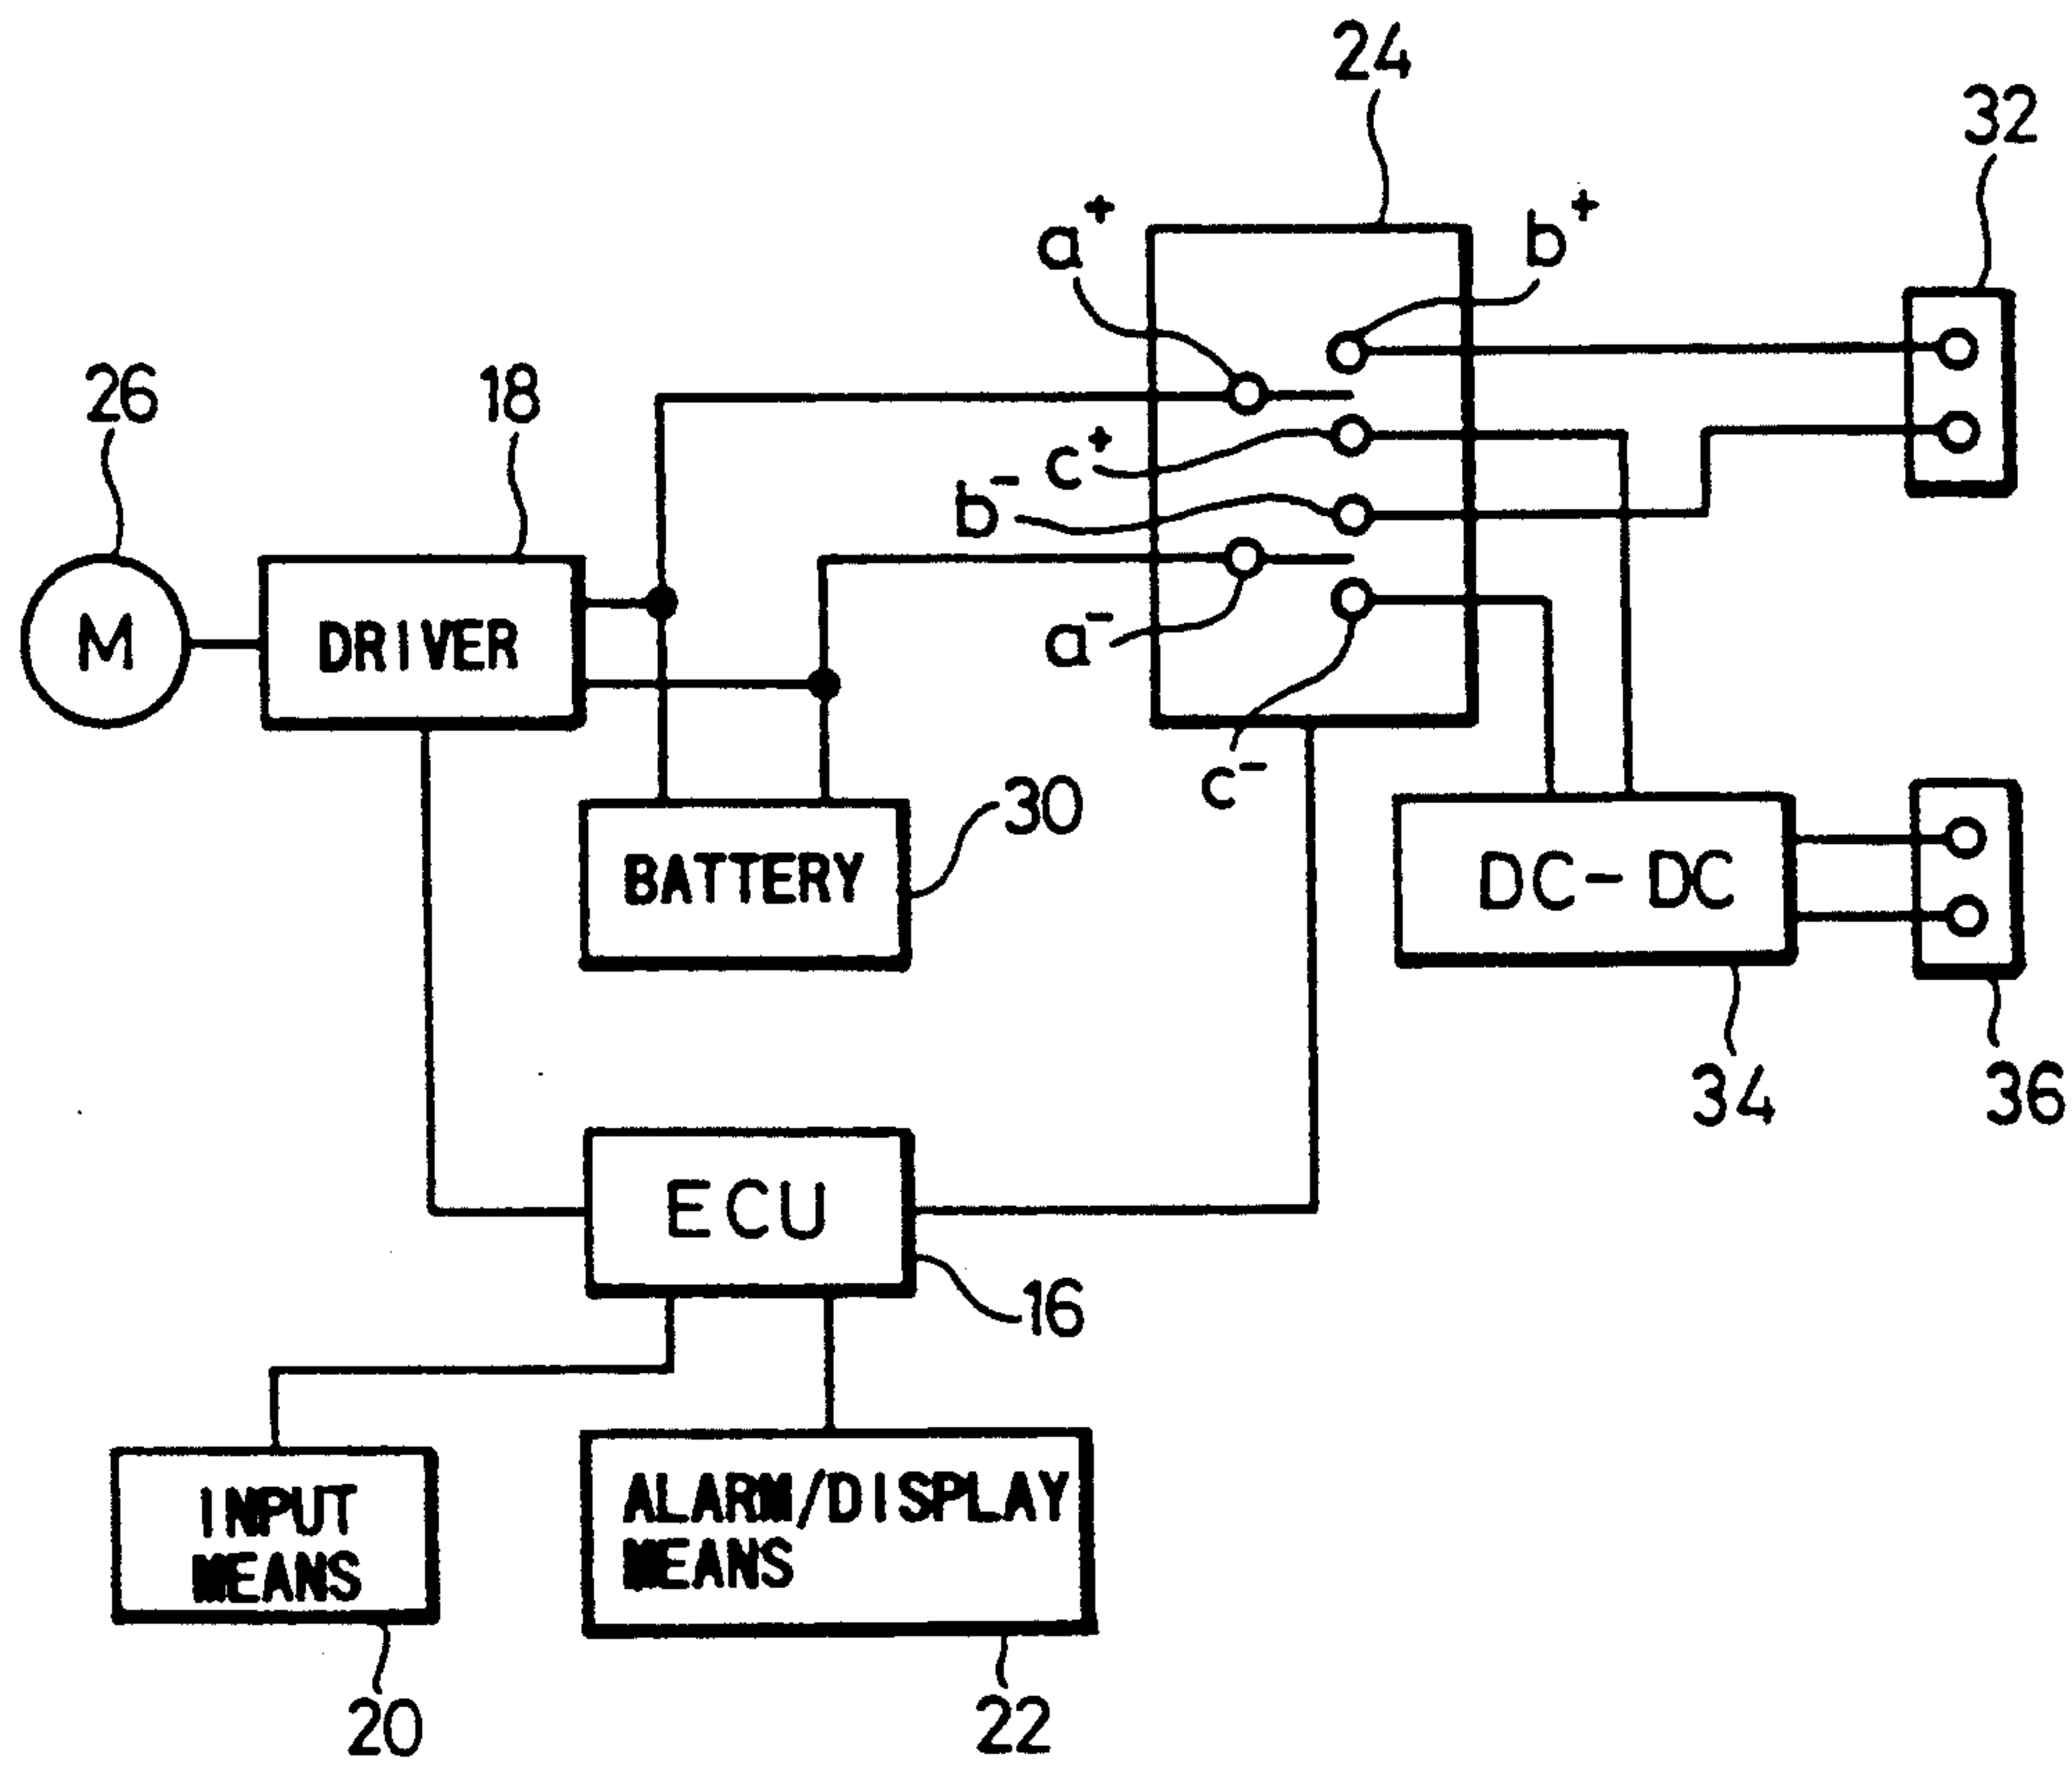 24
32
a+
b+
26
18
c+
b-
M
DRIVER
a-
c-
30
BATTERY
DC-DC
34
36
ECU
16
INPUT
MEANS
ALARM/DISPLAY
MEANS
20
22